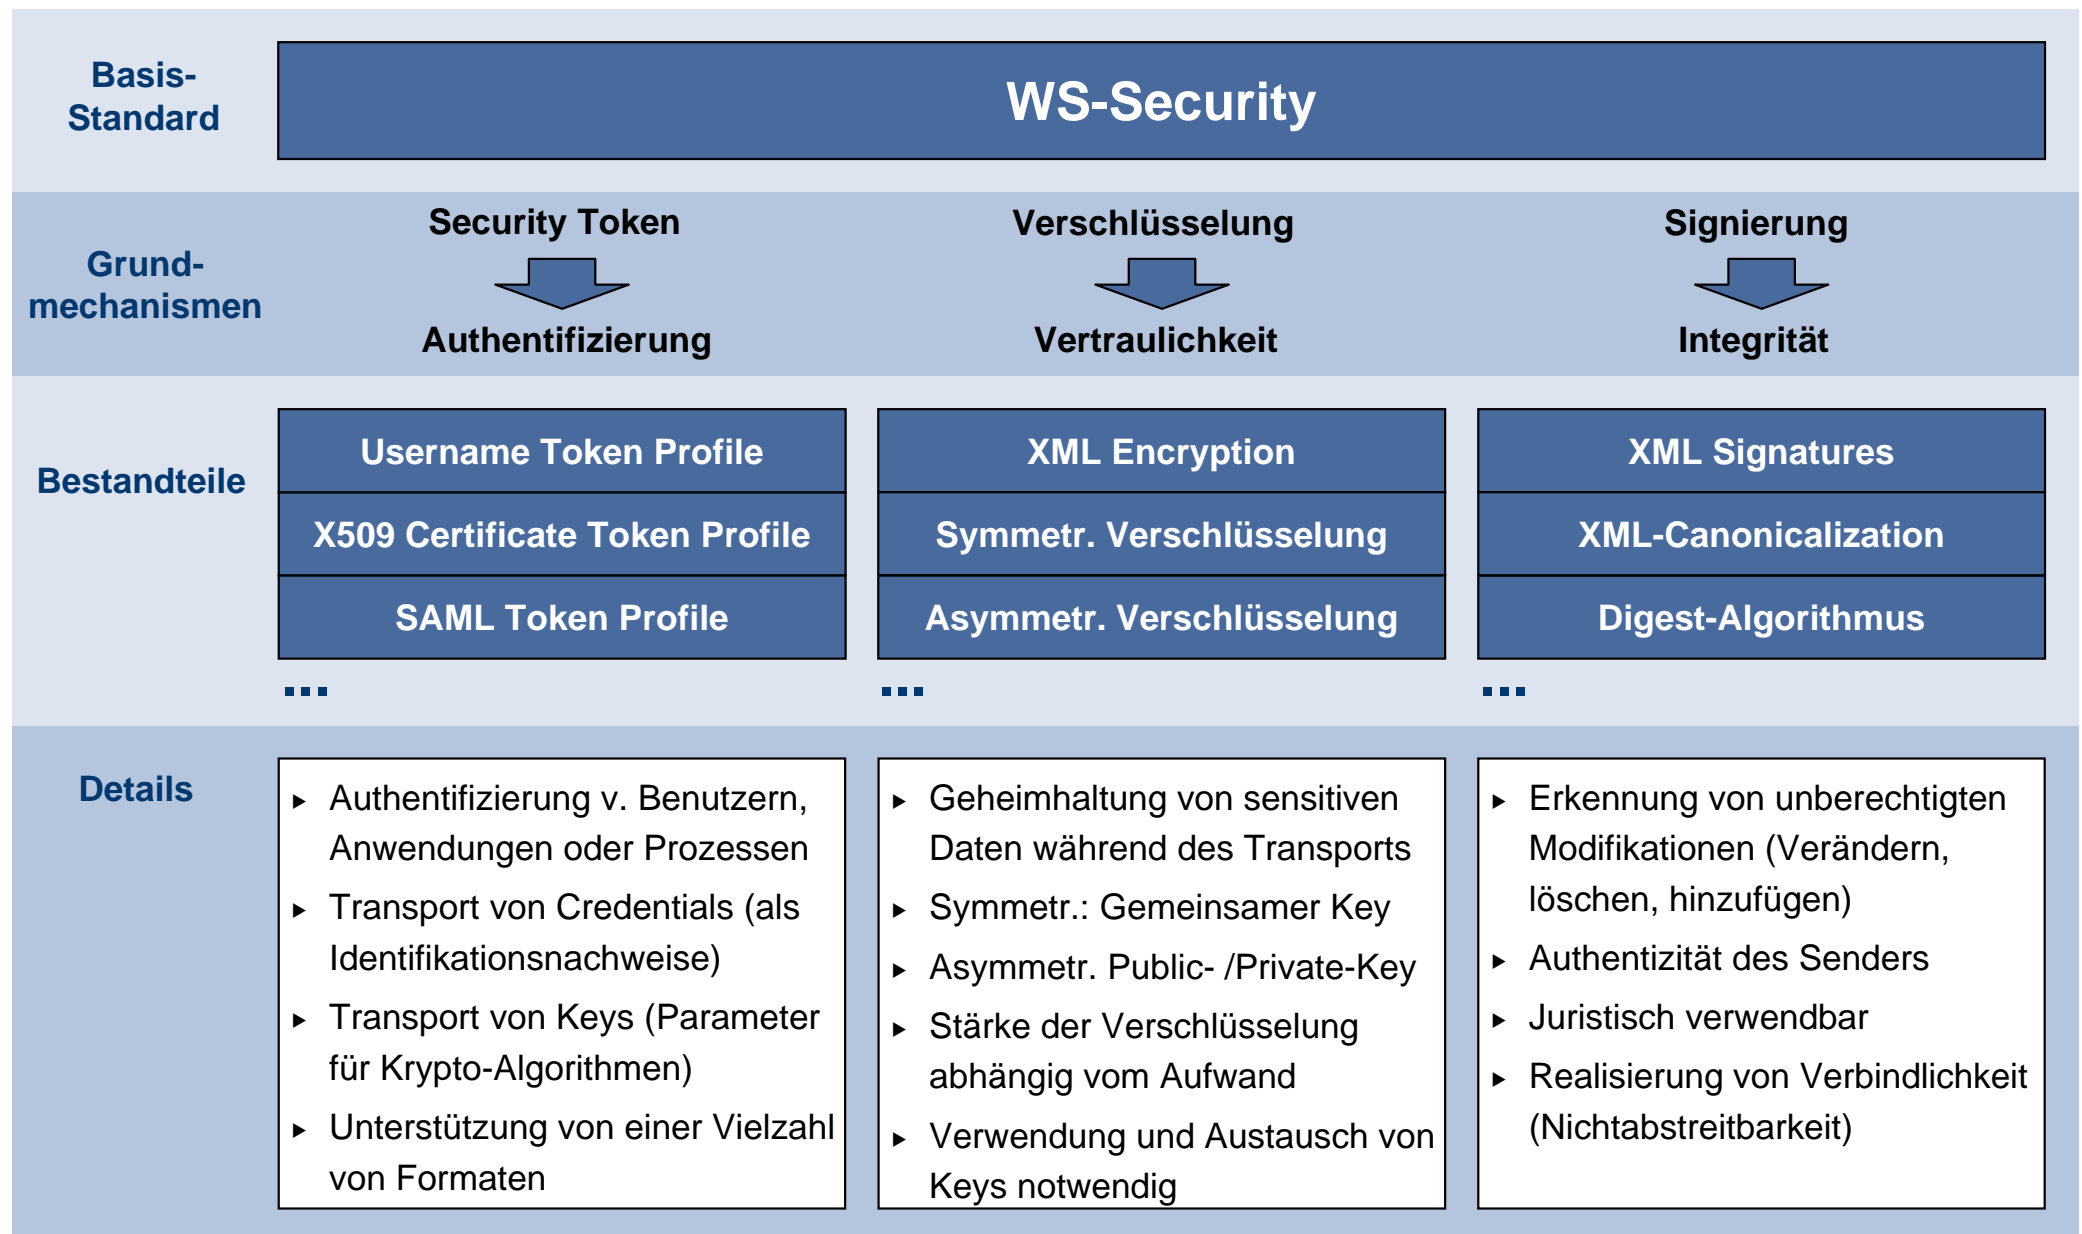 Basis-
Standard
WS-Security
Grund-
mechanismen
Security Token
Authentifizierung
Verschlüsselung
Vertraulichkeit
Signierung
Integrität
Bestandteile
Username Token Profile
X509 Certificate Token Profile
SAML Token Profile
...
XML Encryption
Symmetr. Verschlüsselung
Asymmetr. Verschlüsselung
...
XML Signatures
XML-Canonicalization
Digest-Algorithmus
...
Details
▸ Authentifizierung v. Benutzern,
Anwendungen oder Prozessen
▸ Transport von Credentials (als
Identifikationsnachweise)
▸ Transport von Keys (Parameter
für Krypto-Algorithmen)
▸ Unterstützung von einer Vielzahl
von Formaten
▸ Geheimhaltung von sensitiven
Daten während des Transports
▸ Symmetr.: Gemeinsamer Key
▸ Asymmetr. Public- /Private-Key
▸ Stärke der Verschlüsselung
abhängig vom Aufwand
▸ Verwendung und Austausch von
Keys notwendig
▸ Erkennung von unberechtigten
Modifikationen (Verändern,
löschen, hinzufügen)
▸ Authentizität des Senders
▸ Juristisch verwendbar
▸ Realisierung von Verbindlichkeit
(Nichtabstreitbarkeit)